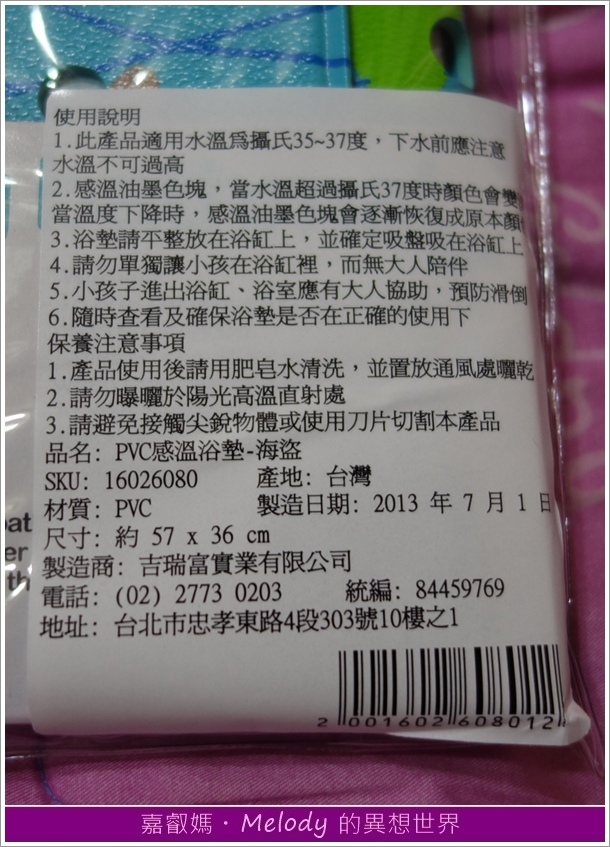 使用說明
1.此產品適用水溫為攝氏35~37度，下水前應注意
水溫不可過高
2.感溫油墨色塊，當水溫超過攝氏37度時顏色會變
當溫度下降時，感溫油墨色塊會逐漸恢復成原本顏
3.浴墊請平整放在浴缸上，並確定吸盤吸在浴缸上
4.請勿單獨讓小孩在浴缸裡，而無大人陪伴
5.小孩子進出浴缸、浴室應有大人協助，預防滑倒
6.隨時查看及確保浴墊是否在正確的使用下
保養注意事項
1.產品使用後請用肥皂水清洗，並置放通風處曬乾
2.請勿曝曬於陽光高溫直射處
3.請避免接觸尖銳物體或使用刀片切割本產品
品名: PVC感溫浴墊-海盜
SKU: 16026080 產地: 台灣
材質: PVC 製造日期: 2013 年 7 月 1 日
尺寸: 約 57 x 36 cm
製造商: 吉瑞富實業有限公司
電話: (02) 2773 0203 統編: 84459769
地址: 台北市忠孝東路4段303號10樓之1
2 001602 608012
嘉叡媽・Melody 的異想世界